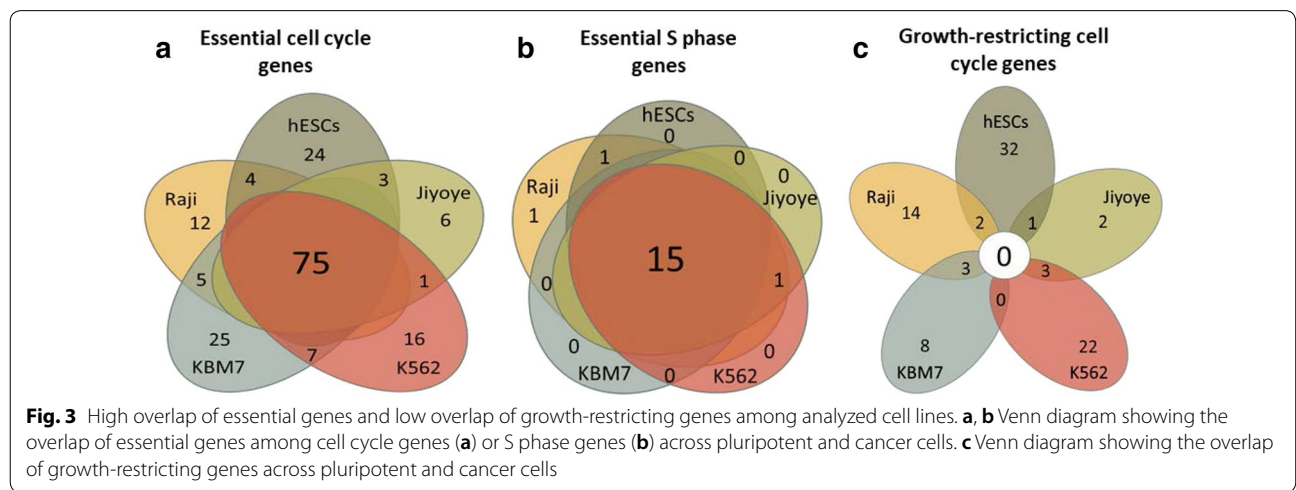 a
Essential cell cycle
genes
hESCs
24
4
3
Raji
12
Jiyoye
6
75
5
1
25
KBM7
7
16
K562
b
Essential S phase
genes
hESCs
0
1
0
0
Jiyoye
Raji
1
15
0
1
0
KBM7
0
K562
0
c
Growth-restricting cell
cycle genes
hESCs
32
Raji
14
Jiyoye
2
2
1
0
3
3
0
8
KBM7
22
K562
Fig. 3 High overlap of essential genes and low overlap of growth-restricting genes among analyzed cell lines. a, b Venn diagram showing the
overlap of essential genes among cell cycle genes (a) or S phase genes (b) across pluripotent and cancer cells. c Venn diagram showing the overlap
of growth-restricting genes across pluripotent and cancer cells